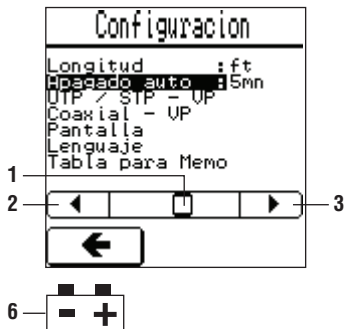 Configuracion
Longitud :ft
Apagado auto :5mn
UTP / STP - VP
Coaxial - VP
Pantalla
Lenguaje
Tabla para Memo
1
2
3
6
- +